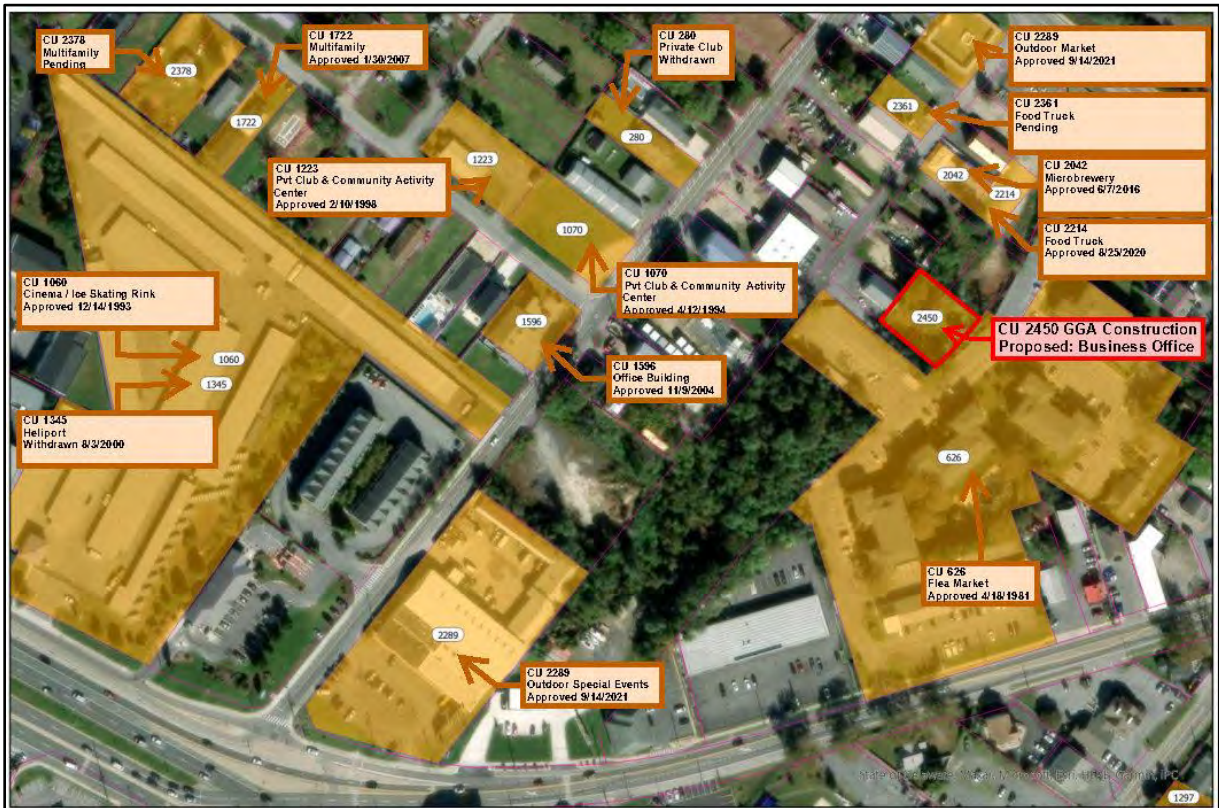 CU 2378
Multifamily
Pending
2378
CU 1722
Multifamily
Approved 1/30/2007
1722
CU 280
Private Club
Withdrawn
280
CU 2289
Outdoor Market
Approved 9/14/2021
CU 2361
Food Truck
Pending
2361
CU 2042
Microbrewery
Approved 6/7/2016
2042
2214
CU 2214
Food Truck
Approved 8/25/2020
CU 1223
Pvt Club & Community Activity
Center
Approved 2/10/1998
1223
1070
CU 1070
Pvt Club & Community Activity
Center
Approved 4/12/1994
CU 1060
Cinema / Ice Skating Rink
Approved 12/14/1993
1060
1345
CU 1345
Heliport
Withdrawn 8/3/2000
1596
CU 1596
Office Building
Approved 11/9/2004
2450
CU 2450 GGA Construction
Proposed: Business Office
626
CU 626
Flea Market
Approved 4/18/1981
2289
CU 2289
Outdoor Special Events
Approved 9/14/2021
1297